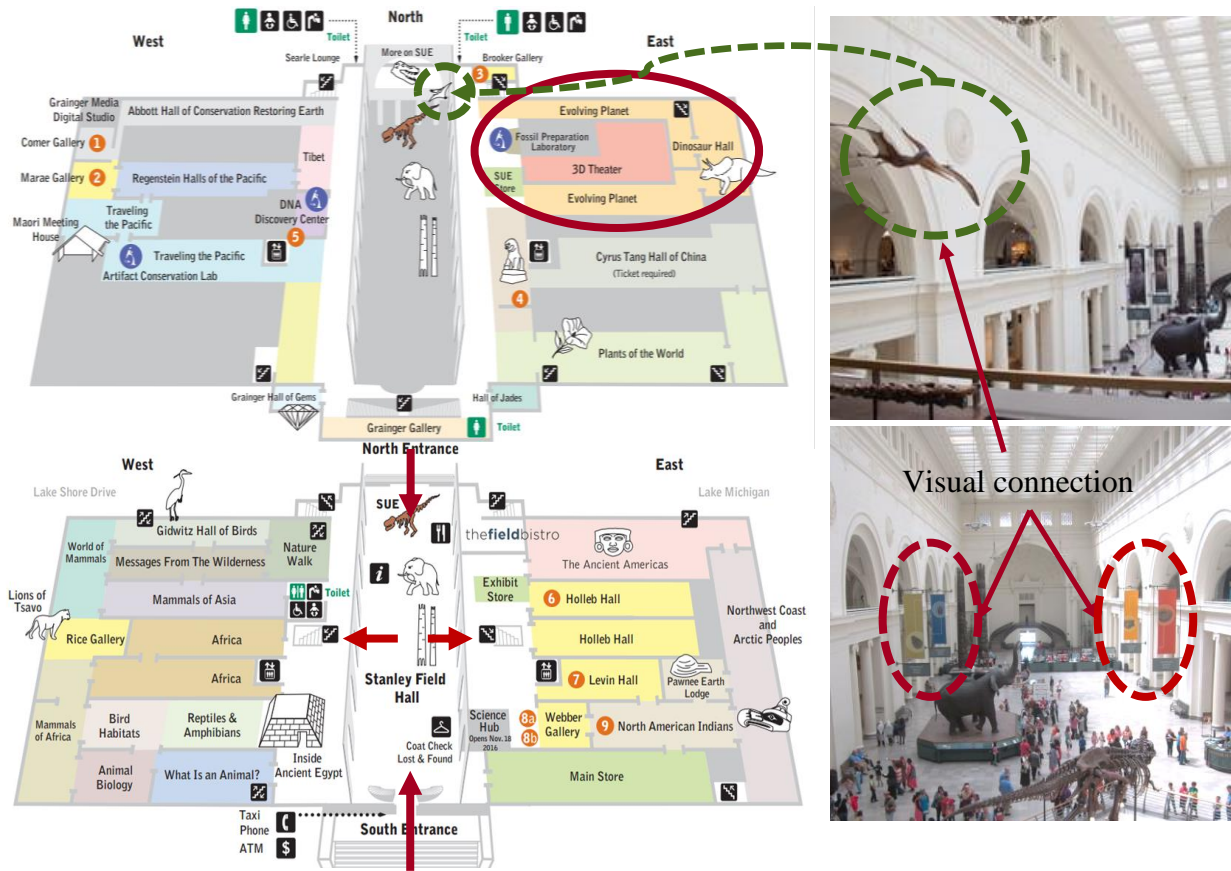 North
West
East
Toilet
Toilet
Searle Lounge
More on SUE
Brooker Gallery
3
Grainger Media
Digital Studio
Abbott Hall of Conservation Restoring Earth
Evolving Planet
Comer Gallery 1
Fossil Preparation
Laboratory
Dinosaur Hall
Tibet
3D Theater
Marae Gallery 2
Regenstein Halls of the Pacific
SUE
Store
DNA
Discovery Center
Evolving Planet
Traveling
the Pacific
Maori Meeting
House
5
Traveling the Pacific
Artifact Conservation Lab
Cyrus Tang Hall of China
(Ticket required)
4
Plants of the World
Grainger Hall of Gems
Hall of Jades
Grainger Gallery
Toilet
North Entrance
West
East
Lake Shore Drive
Lake Michigan
SUE
Gidwitz Hall of Birds
thefieldbistro
World of
Mammals
Nature
Walk
Messages From The Wilderness
The Ancient Americas
Lions of
Tsavo
Mammals of Asia
Toilet
i
Exhibit
Store
6 Holleb Hall
Northwest Coast
and
Arctic Peoples
Rice Gallery
Africa
Holleb Hall
Africa
Stanley Field
Hall
7 Levin Hall
Pawnee Earth
Lodge
Mammals
of Africa
Bird
Habitats
Reptiles &
Amphibians
Science
Hub
Opens Nov. 18
2016
8a
8b
Webber
Gallery
9 North American Indians
Coat Check
Lost & Found
Inside
Ancient Egypt
Animal
Biology
What Is an Animal?
Main Store
Taxi
Phone
ATM $
South Entrance
Visual connection